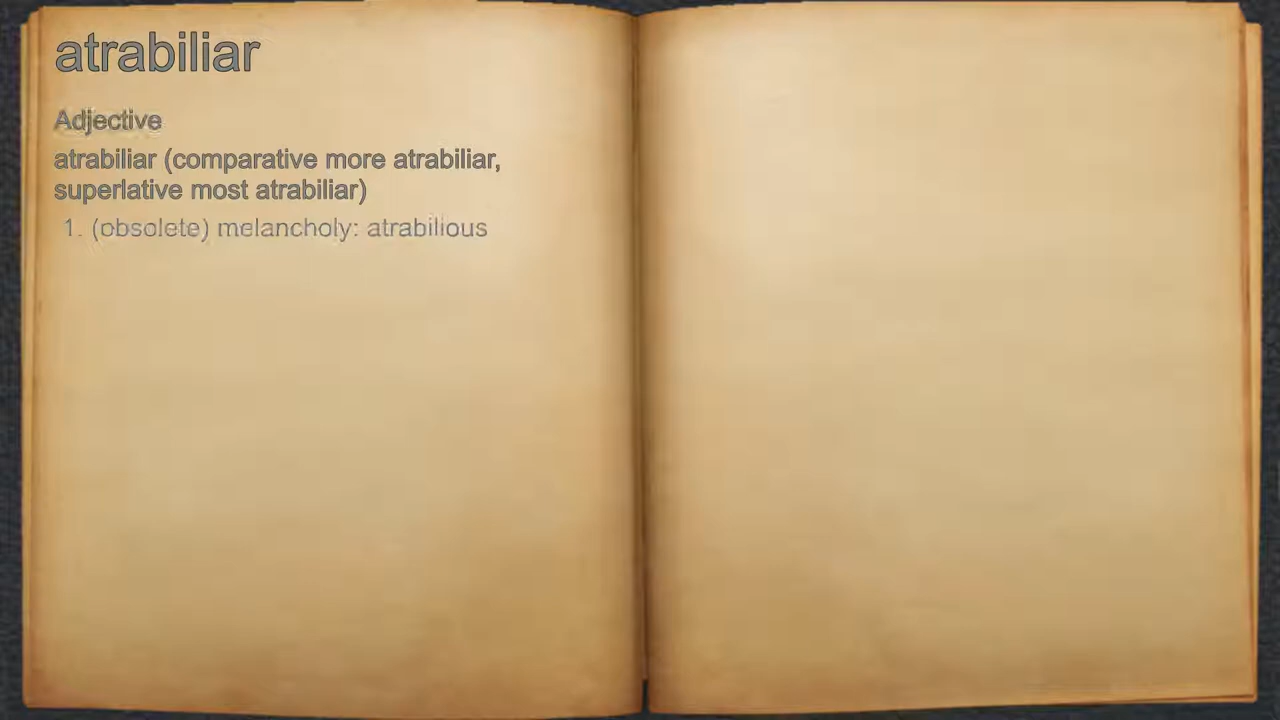 atrabiliar
Adjective
atrabiliar (comparative more atrabiliar,
superlative most atrabiliar)
1. (obsolete) melancholy: atrabilious